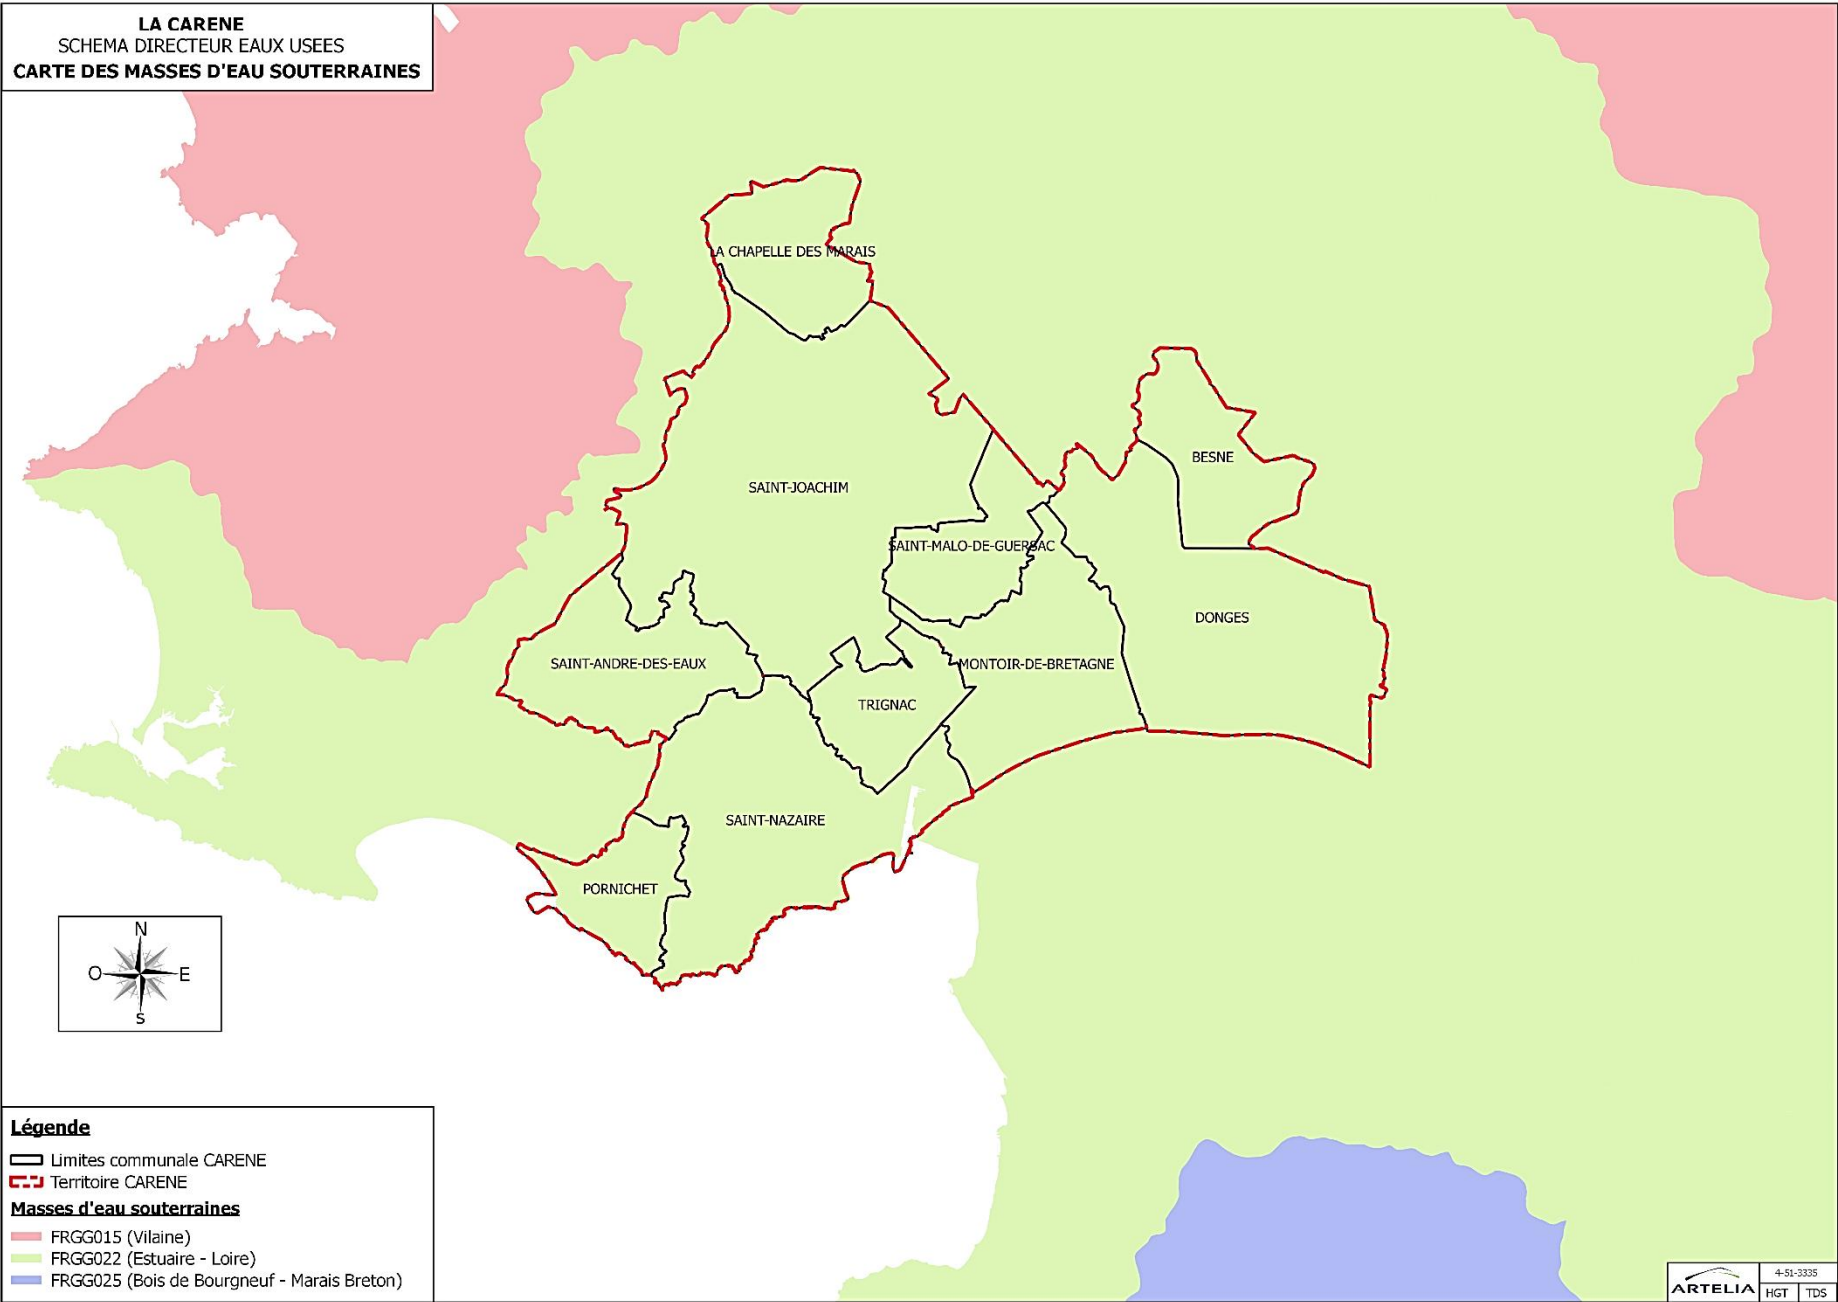 LA CARENE
SCHEMA DIRECTEUR EAUX USEES
CARTE DES MASSES D'EAU SOUTERRAINES
LA CHAPELLE DES MARAIS
BESNE
SAINT-JOACHIM
SAINT-MALO-DE-GUERSAC
DONGES
SAINT-ANDRE-DES-EAUX
MONTOIR-DE-BRETAGNE
TRIGNAC
SAINT-NAZAIRE
PORNICHET
N
O E
S
Légende
Limites communale CARENE
Territoire CARENE
Masses d'eau souterraines
FRGG015 (Vilaine)
FRGG022 (Estuaire - Loire)
FRGG025 (Bois de Bourgneuf - Marais Breton)
ARTELIA
4-51-3335
HGT TDS